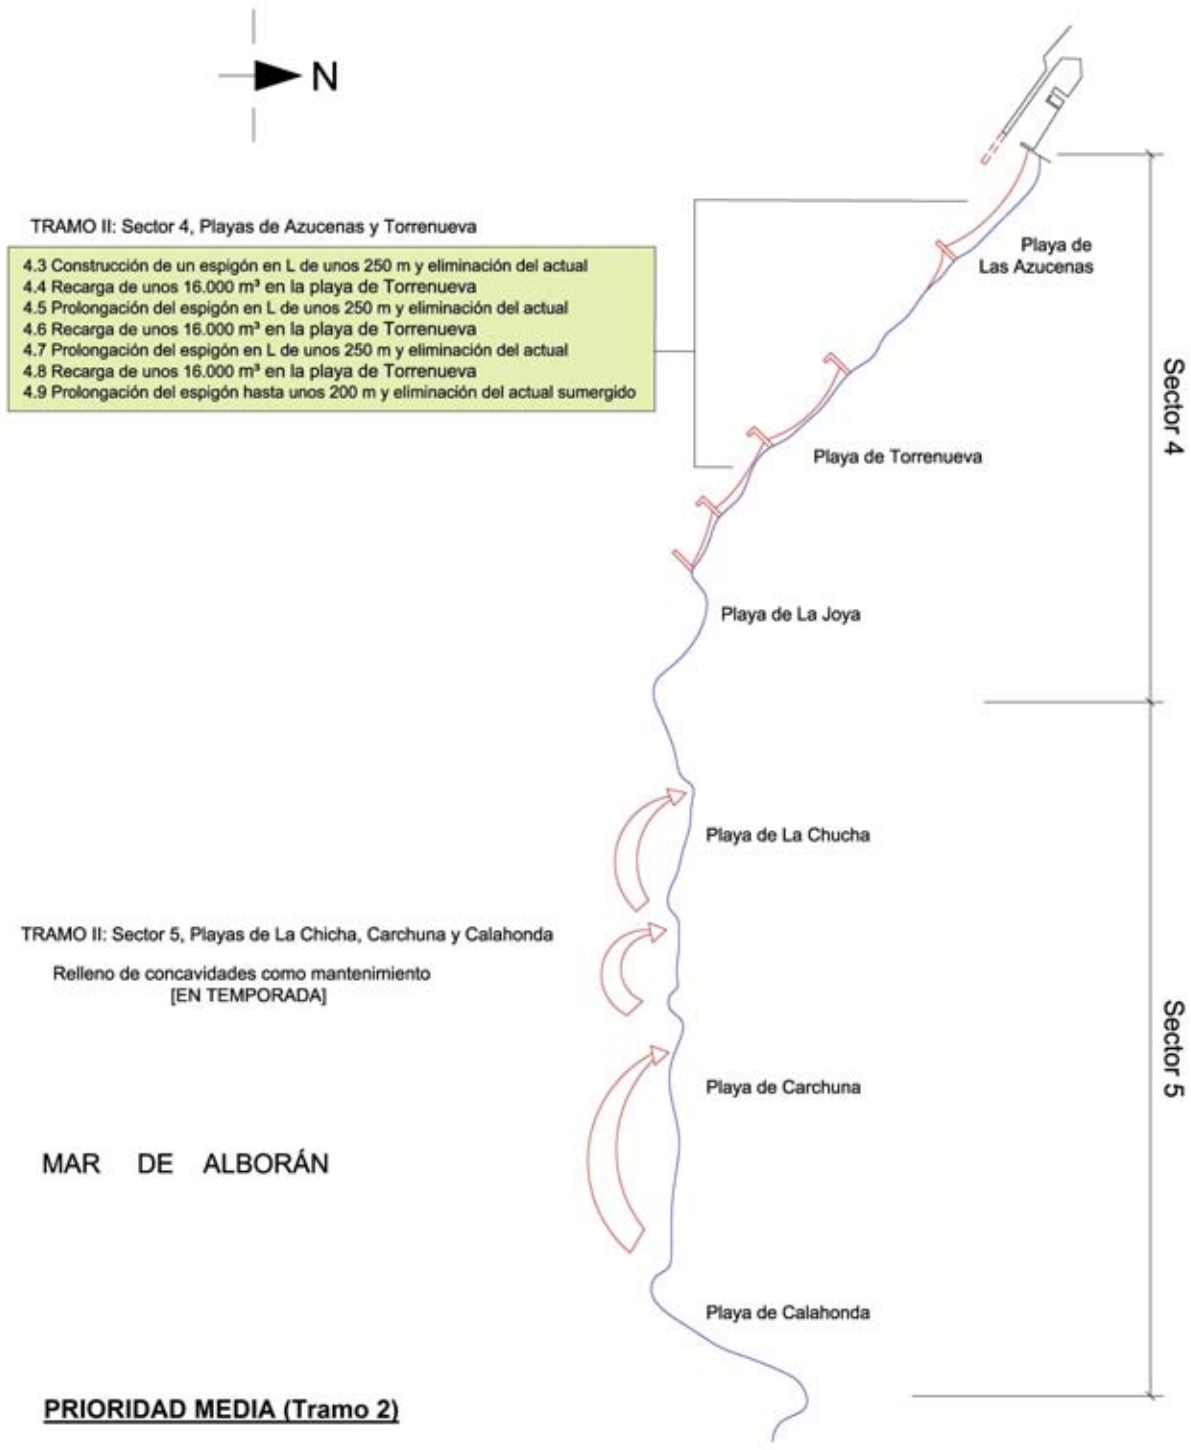 N
TRAMO II: Sector 4, Playas de Azucenas y Torrenueva
4.3 Construcción de un espigón en L de unos 250 m y eliminación del actual
4.4 Recarga de unos 16.000 m³ en la playa de Torrenueva
4.5 Prolongación del espigón en L de unos 250 m y eliminación del actual
4.6 Recarga de unos 16.000 m³ en la playa de Torrenueva
4.7 Prolongación del espigón en L de unos 250 m y eliminación del actual
4.8 Recarga de unos 16.000 m³ en la playa de Torrenueva
4.9 Prolongación del espigón hasta unos 200 m y eliminación del actual sumergido
Playa de
Las Azucenas
Sector 4
Playa de Torrenueva
Playa de La Joya
Playa de La Chucha
TRAMO II: Sector 5, Playas de La Chicha, Carchuna y Calahonda
Relleno de concavidades como mantenimiento
[EN TEMPORADA]
Sector 5
Playa de Carchuna
MAR DE ALBORÁN
Playa de Calahonda
PRIORIDAD MEDIA (Tramo 2)